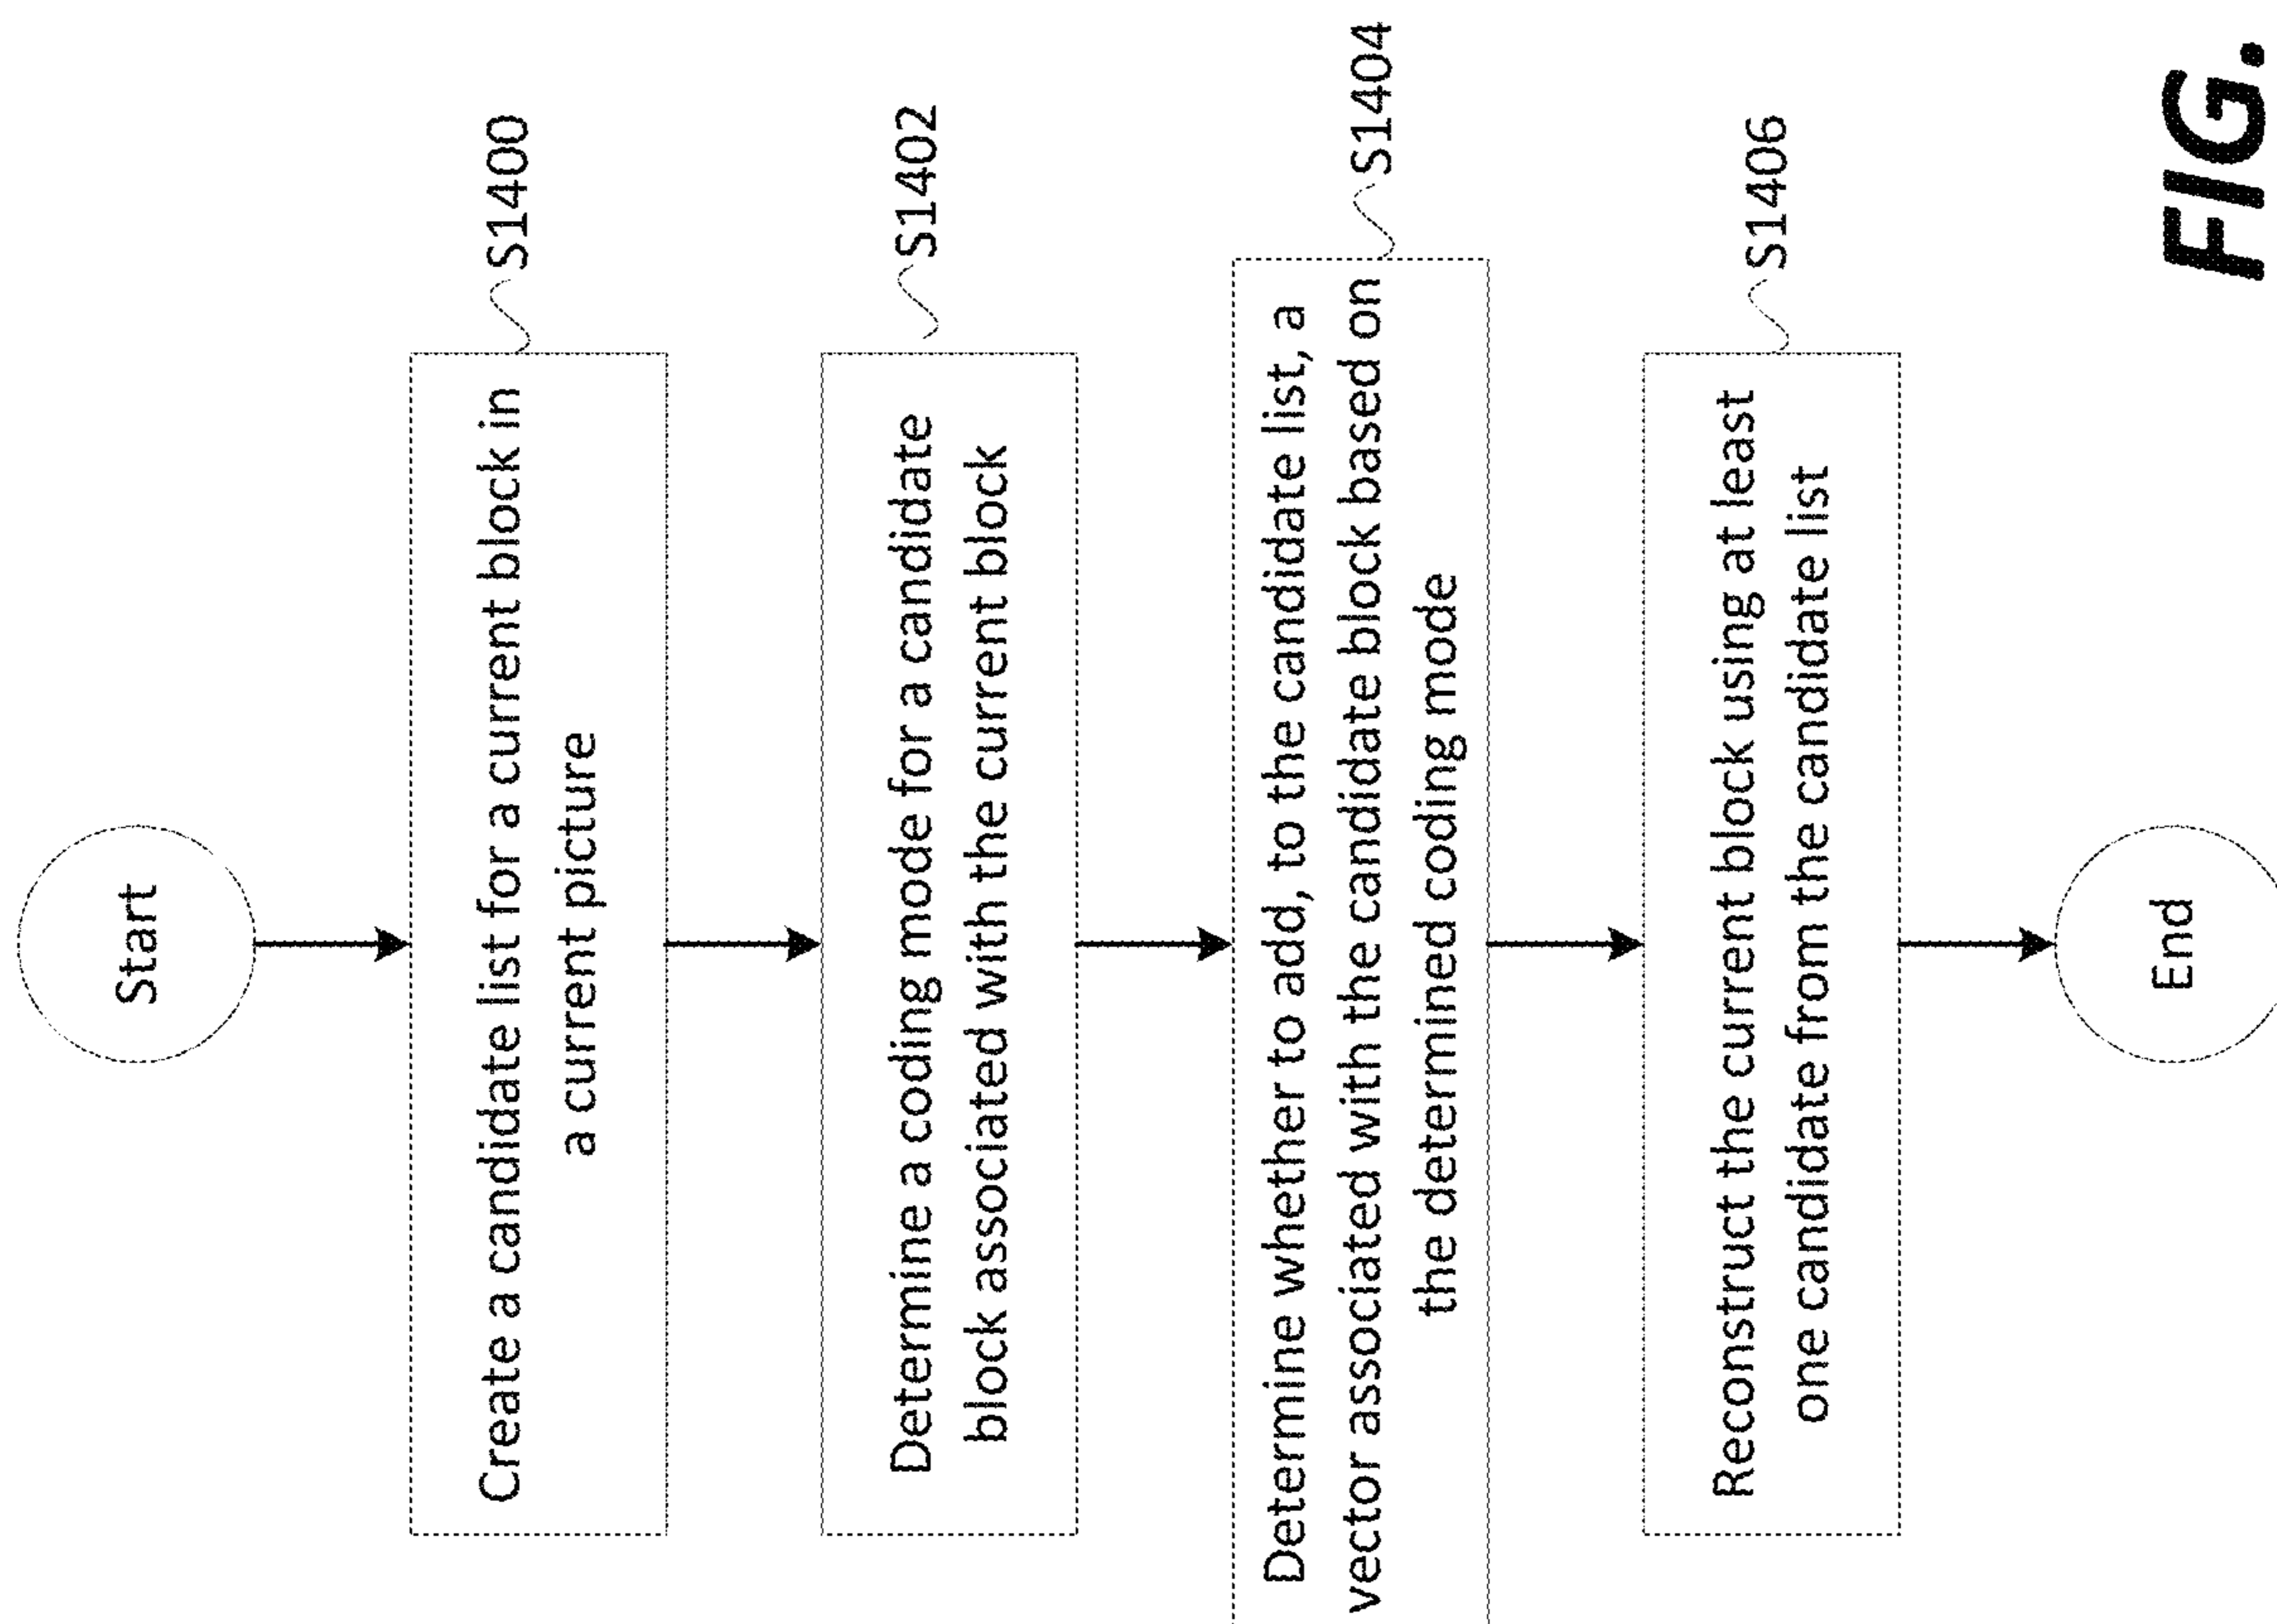 Start
Create a candidate list for a current block in
a current picture
S1400
Determine a coding mode for a candidate
block associated with the current block
S1402
Determine whether to add, to the candidate list, a
vector associated with the candidate block based on
the determined coding mode
S1404
Reconstruct the current block using at least
one candidate from the candidate list
S1406
End
FIG.